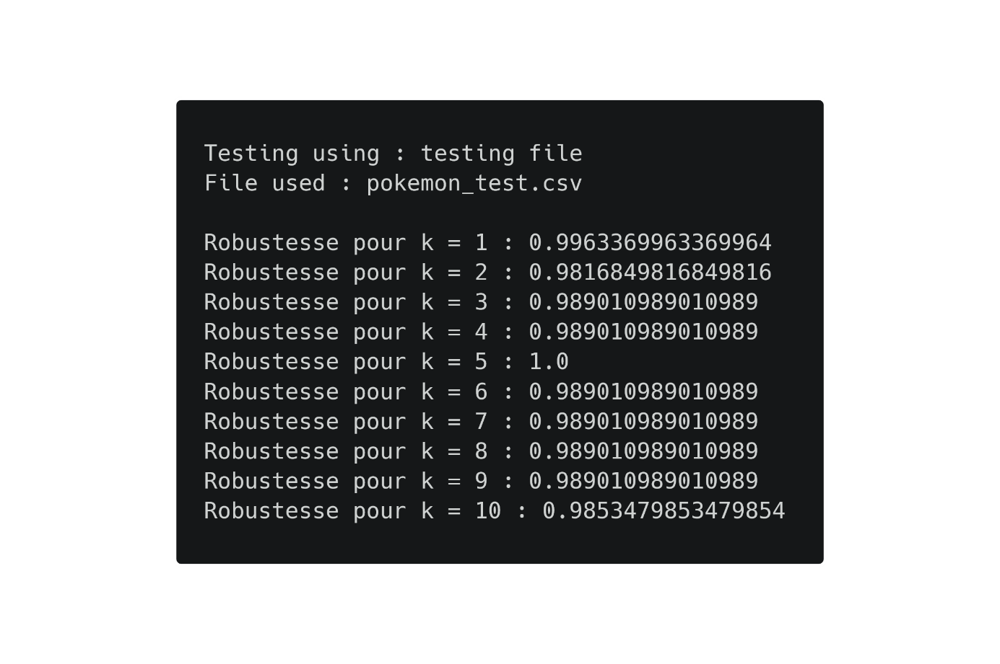 Testing using : testing file
File used : pokemon_test.csv
Robustesse pour k = 1 : 0.9963369963369964
Robustesse pour k = 2 : 0.9816849816849816
Robustesse pour k = 3 : 0.989010989010989
Robustesse pour k = 4 : 0.989010989010989
Robustesse pour k = 5 : 1.0
Robustesse pour k = 6 : 0.989010989010989
Robustesse pour k = 7 : 0.989010989010989
Robustesse pour k = 8 : 0.989010989010989
Robustesse pour k = 9 : 0.989010989010989
Robustesse pour k = 10 : 0.9853479853479854